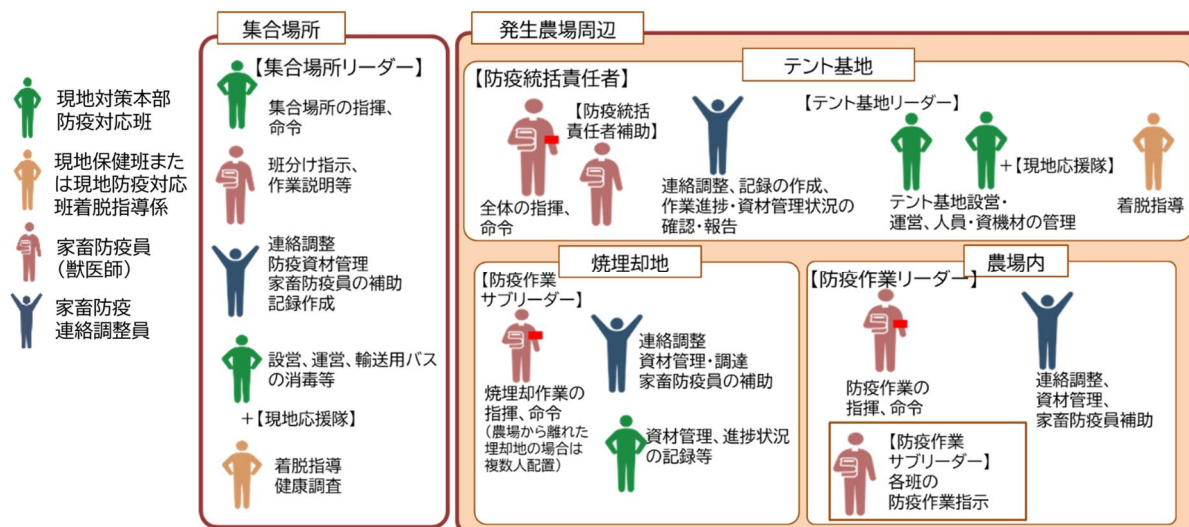 現地対策本部
防疫対応班
現地保健班また
は現地防疫対応
班着脱指導係
家畜防疫員
（獣医師）
家畜防疫
連絡調整員
集合場所
【集合場所リーダー】
集合場所の指揮、
命令
班分け指示、
作業説明等
連絡調整
防疫資材管理
家畜防疫員の補助
記録作成
設営、運営、輸送用バス
の消毒等
＋【現地応援隊】
着脱指導
健康調査
発生農場周辺
テント基地
【防疫統括責任者】
【防疫統括
責任者補助】
全体の指揮、
命令
連絡調整、記録の作成、
作業進捗・資材管理状況の
確認・報告
【テント基地リーダー】
＋【現地応援隊】
テント基地設営・
運営、人員・資機材の管理
着脱指導
焼埋却地
【防疫作業
サブリーダー】
焼埋却作業の
指揮、命令
（農場から離れた
埋却地の場合は
複数人配置）
連絡調整
資材管理・調達
家畜防疫員の補助
資材管理、進捗状況
の記録等
農場内
【防疫作業リーダー】
防疫作業の
指揮、命令
【防疫作業
サブリーダー】
各班の
防疫作業指示
連絡調整、
資材管理、
家畜防疫員補助